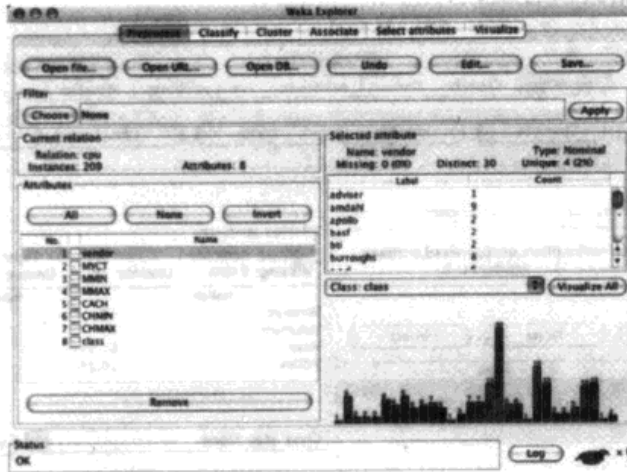 Weka Explorer
Preprocess Classify Cluster Associate Select attributes Visualize
Open file... Open URL... Open DB... Undo Edit... Save...
Filter
Choose None Apply
Current relation
Relation: cpu
Instances: 209 Attributes: 8
Selected attribute
Name: vendor Type: Nominal
Missing: 0 (0%) Distinct: 30 Unique: 4 (2%)
Label Count
adviser 1
amdahl 9
apollo 2
basf 2
bti 2
burroughs 8
Attributes
All None Invert
No. Name
1 vendor
2 MYCT
3 MMIN
4 MMAX
5 CACH
6 CHMIN
7 CHMAX
8 class
Remove
Class: class Visualize All
Status
OK
Log